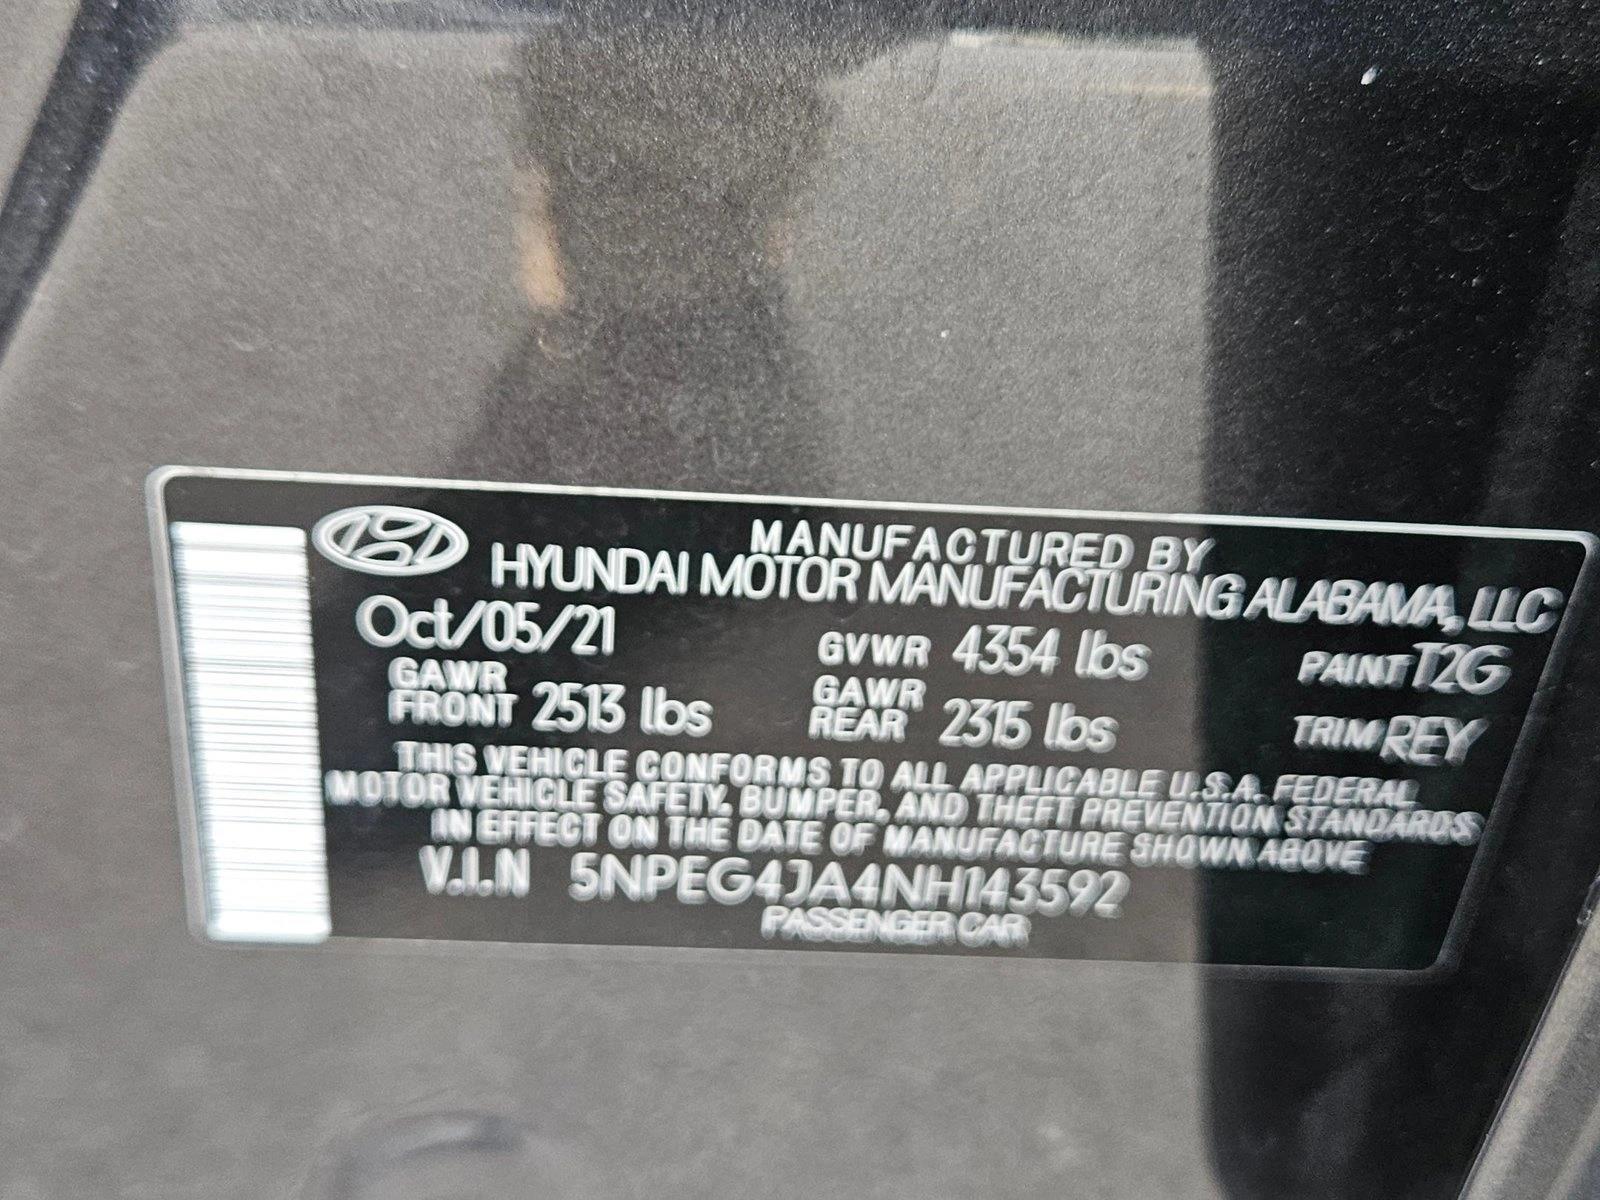 MANUFACTURED BY
HYUNDAI MOTOR MANUFACTURING ALABAMA, LLC
Oct/05/21 GVWR 4354 lbs PAINT T2G
GAWR FRONT 2513 lbs GAWR REAR 2315 lbs TRIM REY
THIS VEHICLE CONFORMS TO ALL APPLICABLE U.S.A. FEDERAL
MOTOR VEHICLE SAFETY, BUMPER, AND THEFT PREVENTION STANDARDS
IN EFFECT ON THE DATE OF MANUFACTURE SHOWN ABOVE
V.I.N 5NPEG4JA4NH143592
PASSENGER CAR